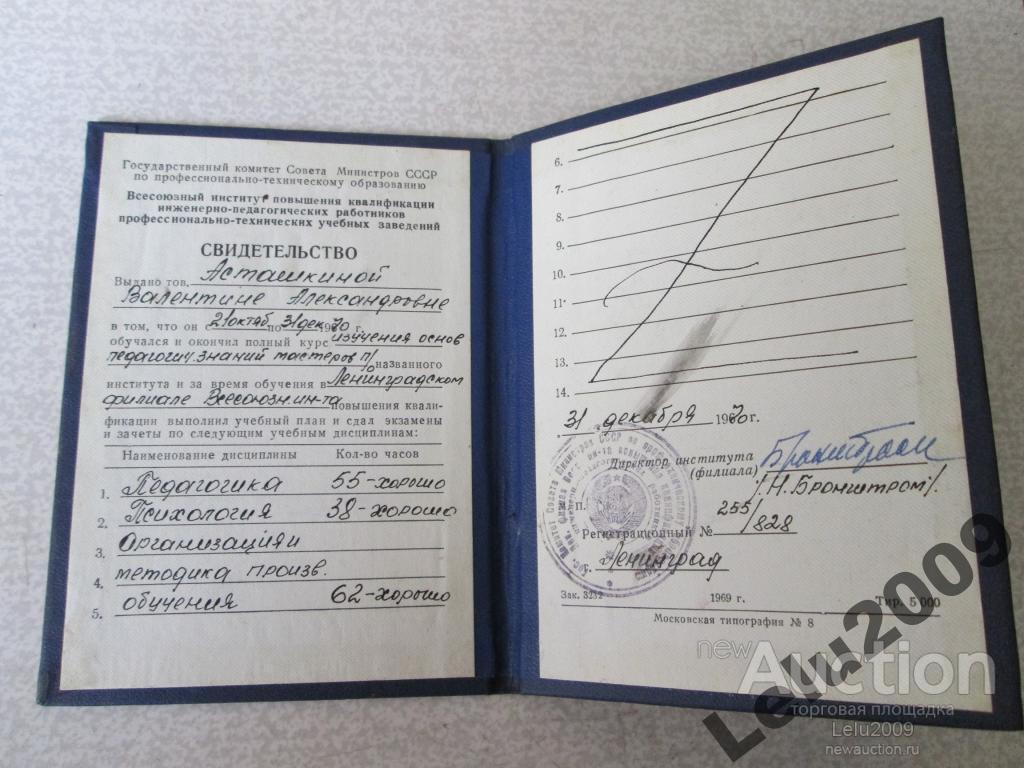 Государственный комитет Совета Министров СССР
по профессионально-техническому образованию
Всесоюзный институт повышения квалификации
инженерно-педагогических работников
профессионально-технических учебных заведений
СВИДЕТЕЛЬСТВО
Выдано тов. Асташкиной
Валентине Александровне
в том, что он 21 октяб по 31 дек 1970 г.
обучался и окончил полный курс изучения основ
педагогич. знаний мастеров п/о названного
института и за время обучения в Ленинградском
филиале Всесоюзн. ин-та повышения квали-
фикации выполнил учебный план и сдал экзамены
и зачеты по следующим учебным дисциплинам:
Наименование дисциплины Кол-во часов
1. Педагогика 55-хорошо
2. Психология 38-хорошо
3. Организация и
4. методика произв.
5. обучения 62-хорошо
6.
7.
8.
9.
10.
11.
12.
13.
14.
31 декабря 1970 г.
Директор института
(филиала)
/Н. Бронштром/.
М. П.
255/828
Регистрационный №
г. Ленинград
Зак. 3232 1969 г. Тир. 5 000
Московская типография № 8
newAuction
торговая площадка
Lelu2009
newauction.ru
Lelu2009